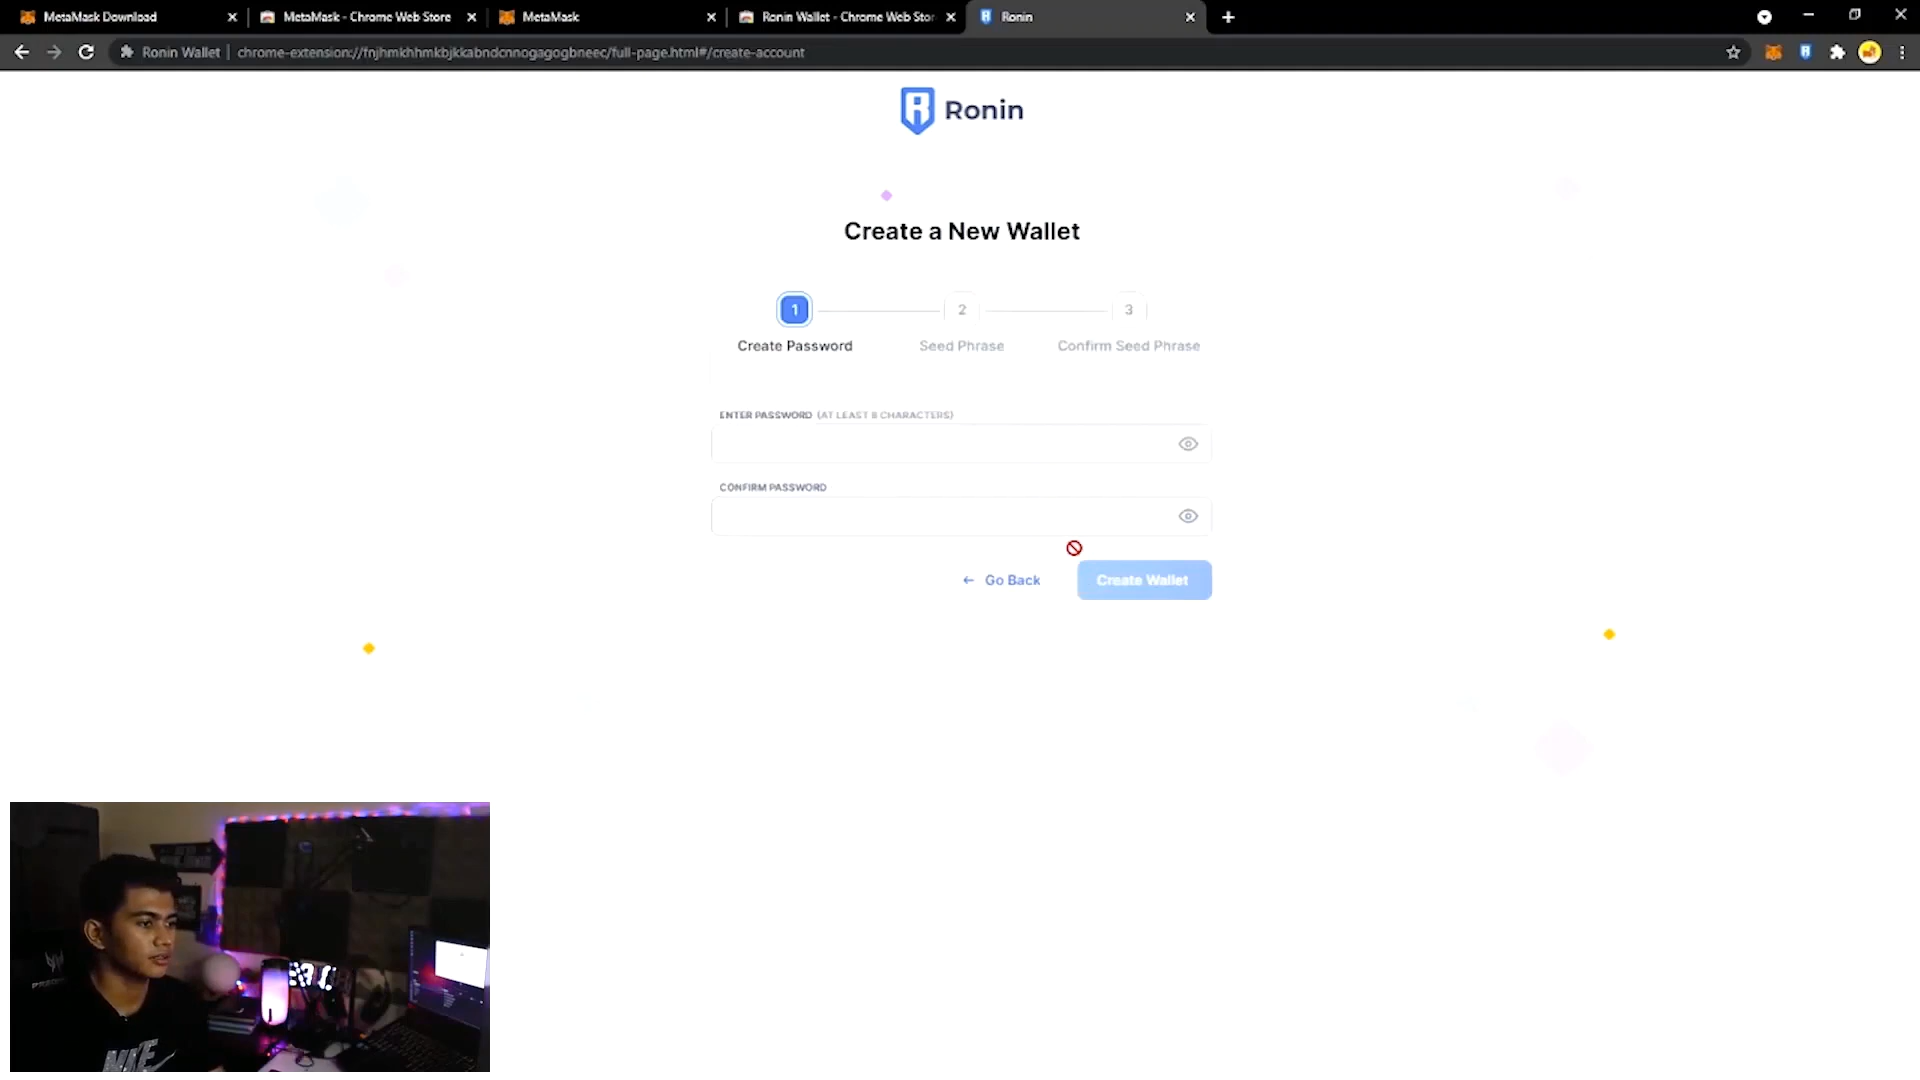 MetaMask Download
MetaMask - Chrome Web Store
MetaMask
Ronin Wallet - Chrome Web Stor
Ronin
Ronin Wallet | chrome-extension://fnjhmkhhmkbjkkabndcnnogagogbneec/full-page.html#/create-account
Ronin
Create a New Wallet
1
2
3
Create Password
Seed Phrase
Confirm Seed Phrase
ENTER PASSWORD (AT LEAST 8 CHARACTERS)
CONFIRM PASSWORD
← Go Back
Create Wallet
NIKE